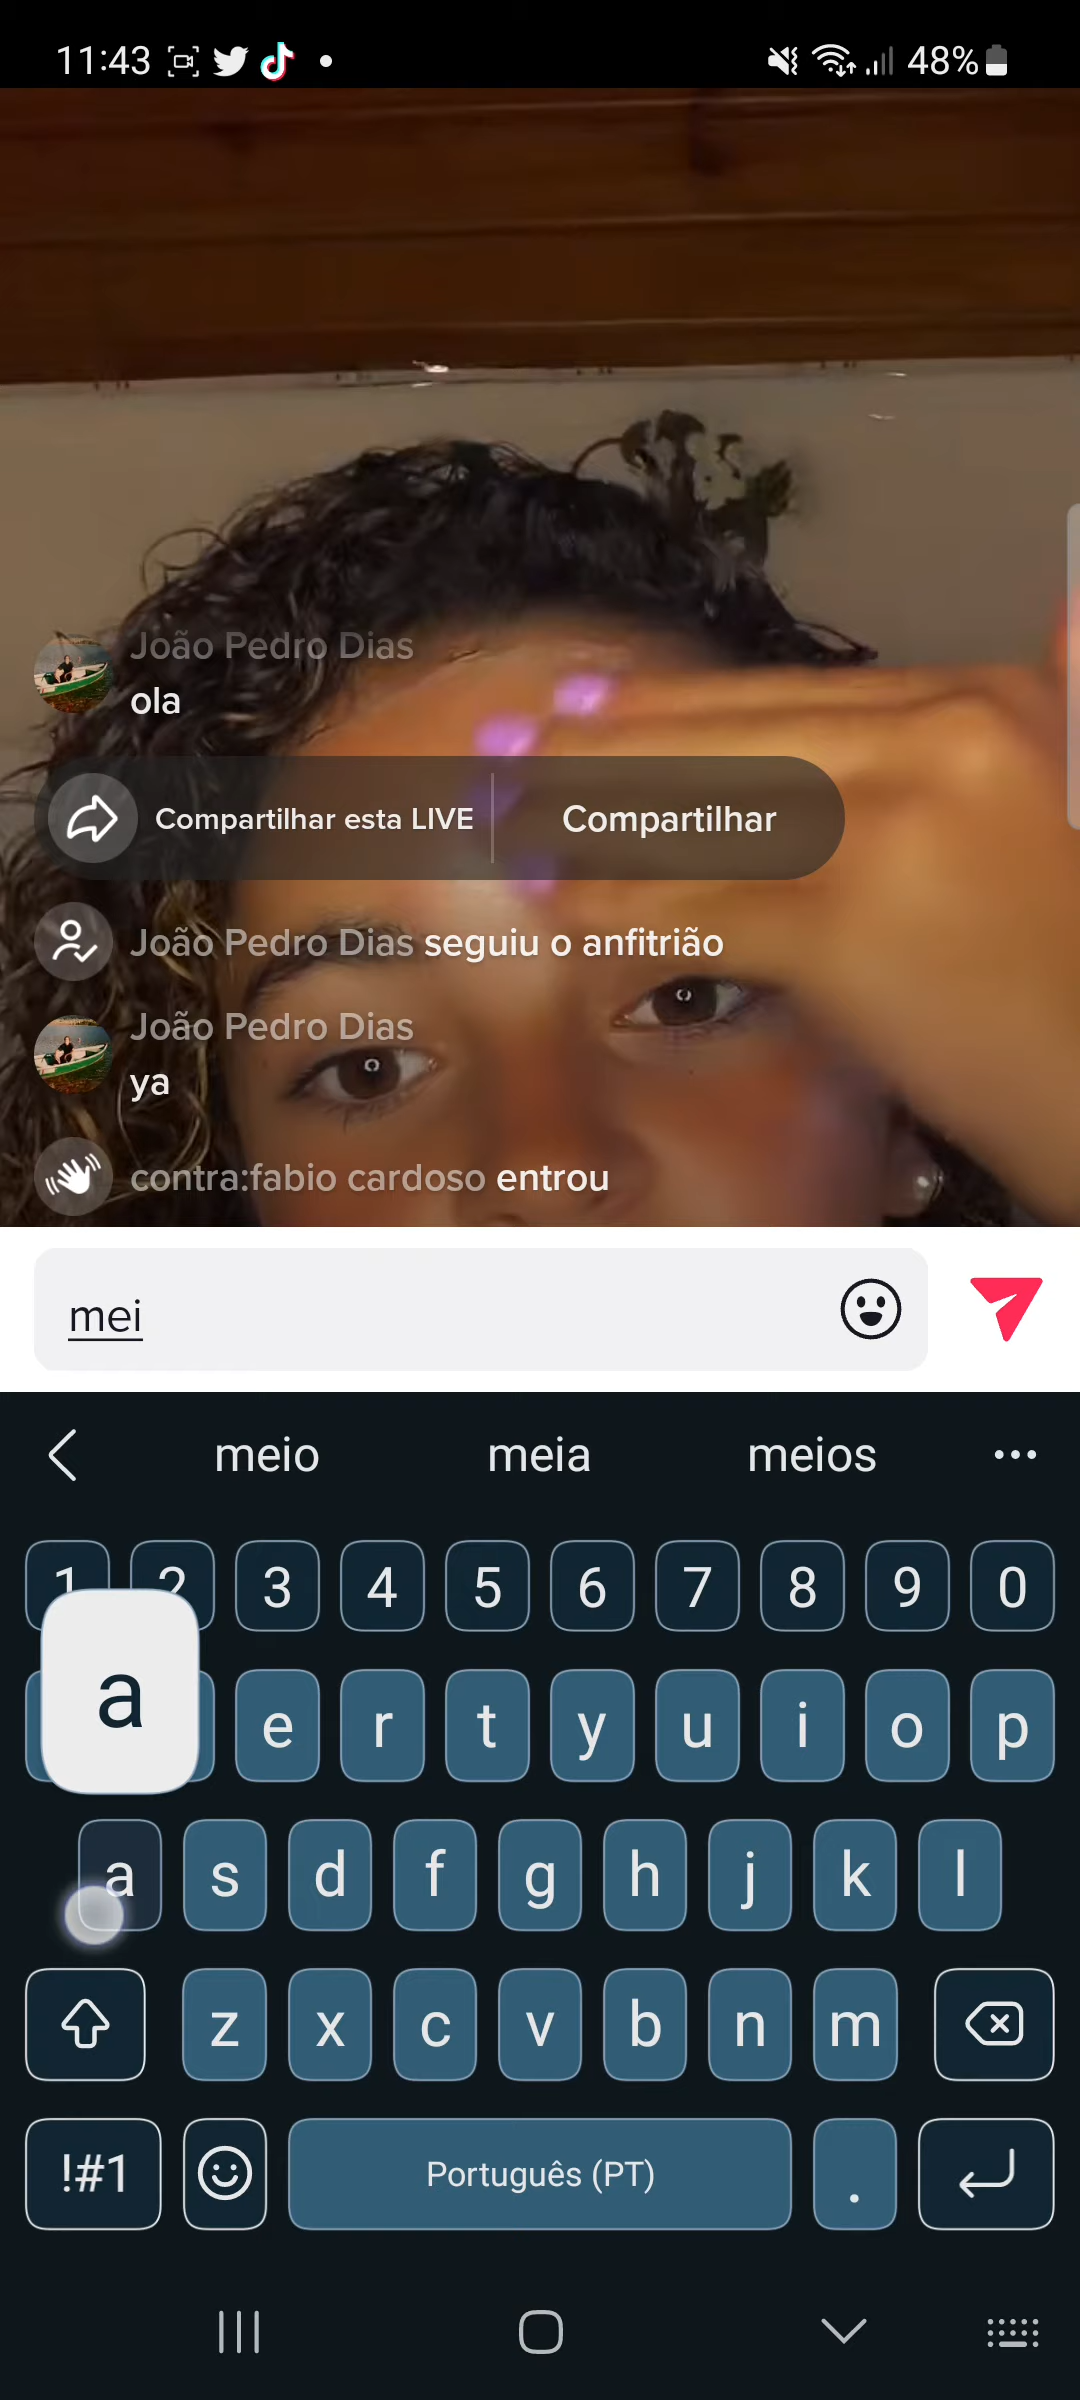 11:43 48%
João Pedro Dias
ola
Compartilhar esta LIVE Compartilhar
João Pedro Dias seguiu o anfitrião
João Pedro Dias
ya
contra:fabio cardoso entrou
mei
meio meia meios
1 2 3 4 5 6 7 8 9 0
a
e r t y u i o p
a s d f g h j k l
z x c v b n m
!#1 Português (PT) .